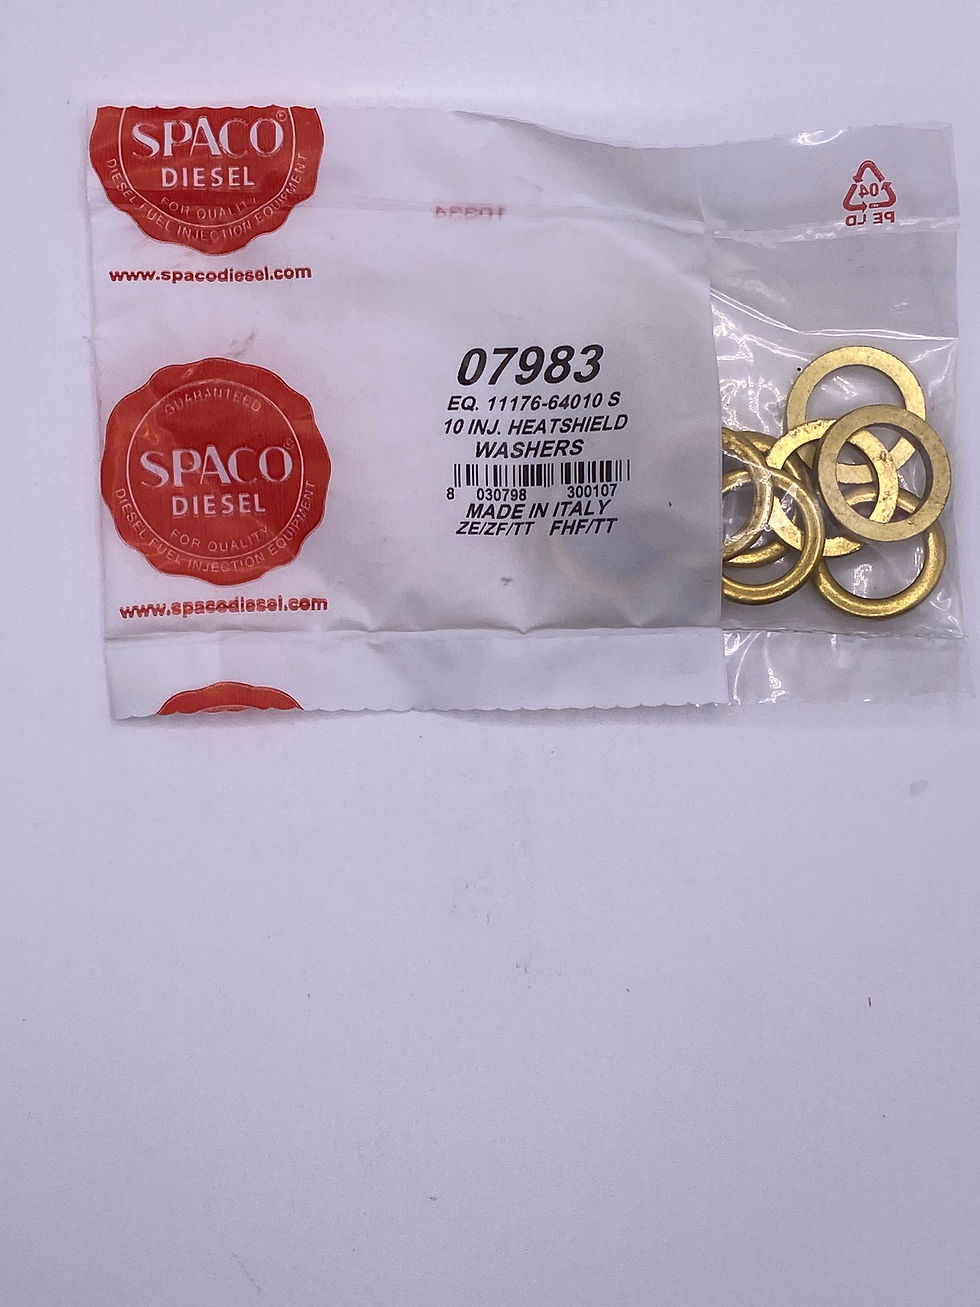 SPACO®
DIESEL
FOR QUALITY
DIESEL FUEL INJECTION EQUIPMENT
www.spacodiesel.com
04
PE LD
07983
EQ. 11176-64010 S
10 INJ. HEATSHIELD
WASHERS
8 030798 300107
MADE IN ITALY
ZE/ZF/TT FHF/TT
GUARANTEED
SPACO®
DIESEL
FOR QUALITY
DIESEL FUEL INJECTION EQUIPMENT
www.spacodiesel.com